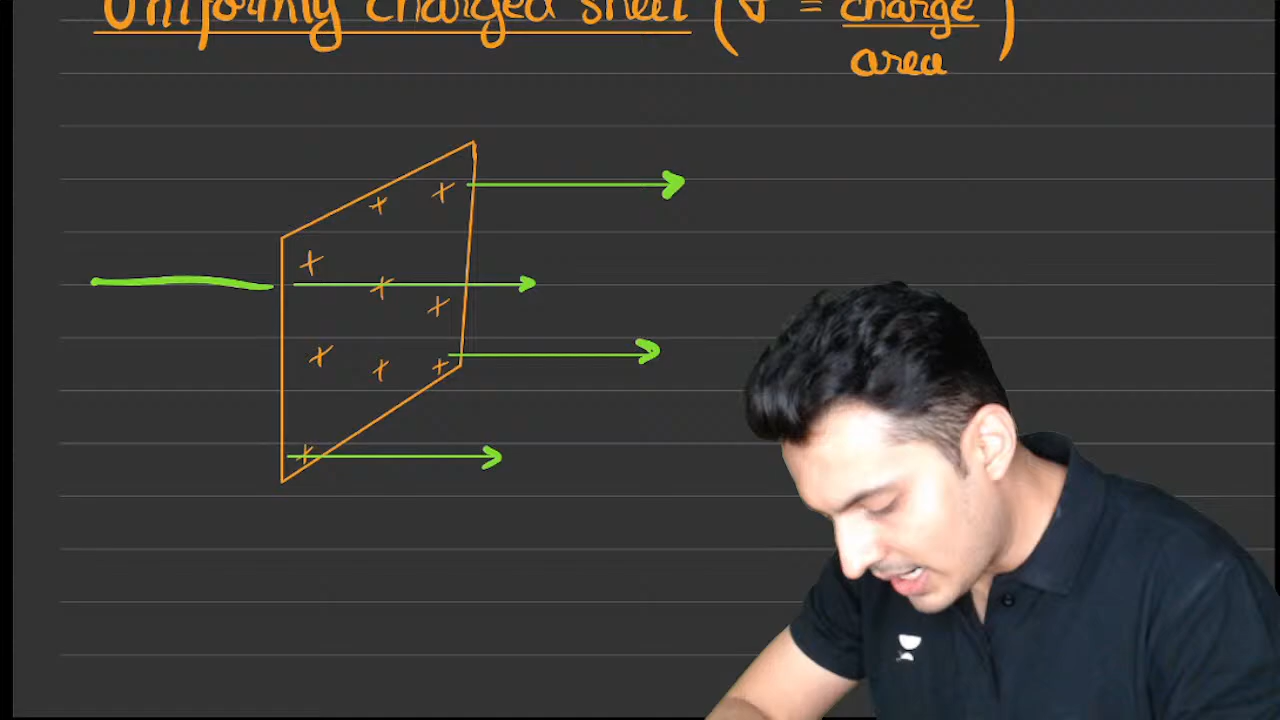 Uniformly charged sheet (σ = charge
area)
+ +
+
+ +
+ + +
+